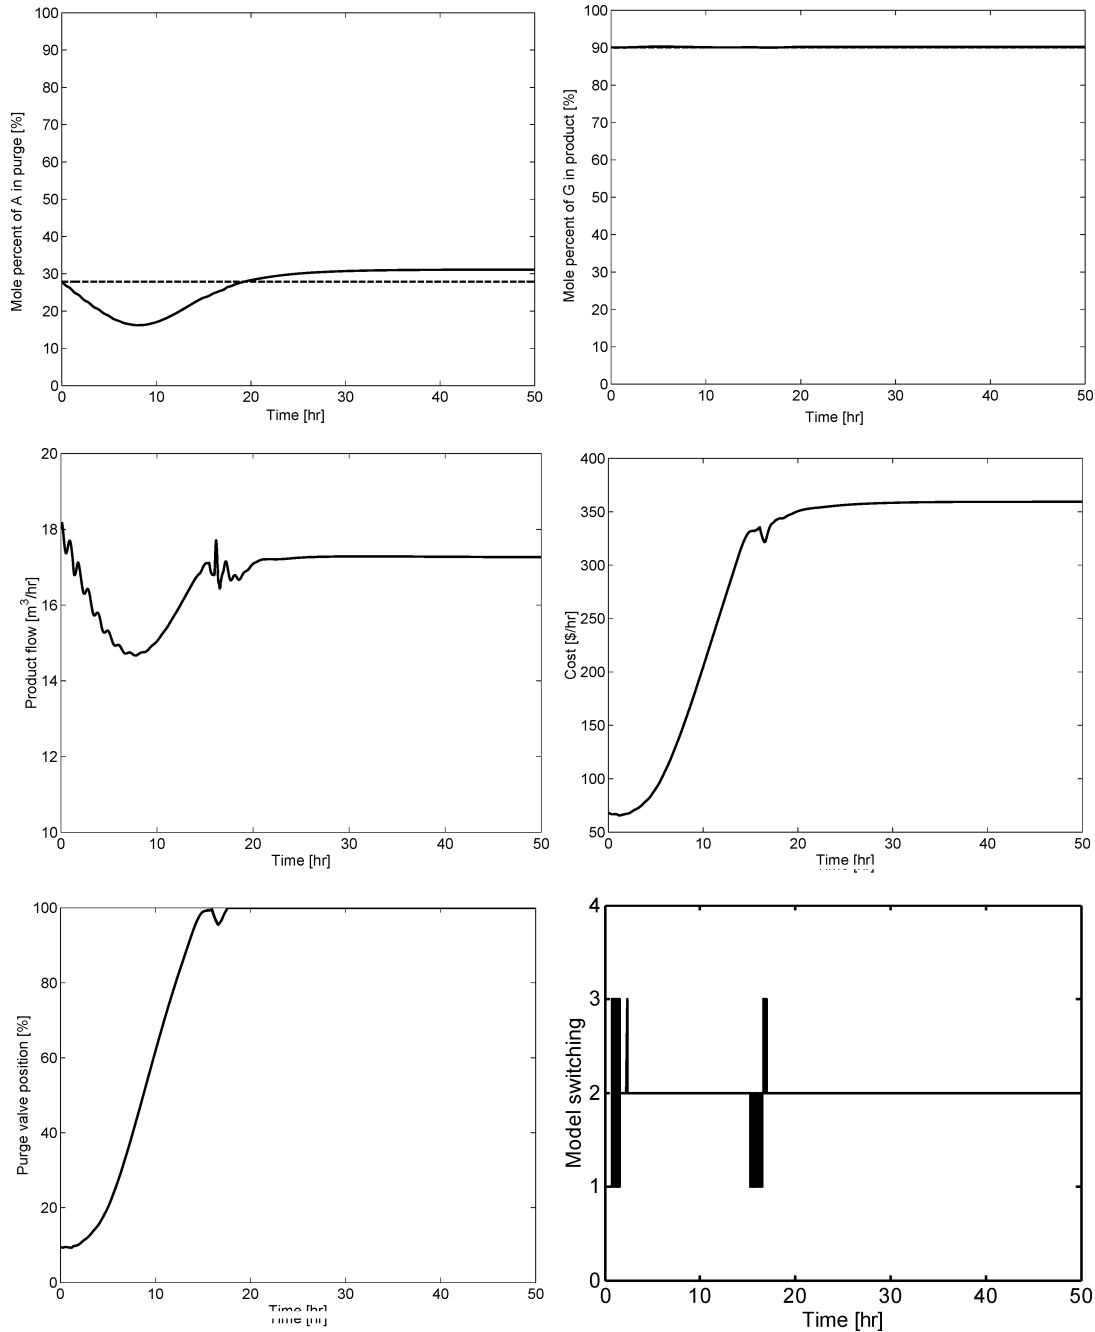 Mole percent of A in purge [%]
100
90
80
70
60
50
40
30
20
10
0
0 10 20 30 40 50
Time [hr]
Mole percent of G in product [%]
100
90
80
70
60
50
40
30
20
10
0
0 10 20 30 40 50
Time [hr]
Product flow [m³/hr]
20
18
16
14
12
10
0 10 20 30 40 50
Time [hr]
Cost [$/hr]
400
350
300
250
200
150
100
50
0 10 20 30 40 50
Time [hr]
Time [hr]
Purge valve position [%]
100
80
60
40
20
0
0 10 20 30 40 50
Time [hr]
Time [hr]
Model switching
4
3
2
1
0
0 10 20 30 40 50
Time [hr]